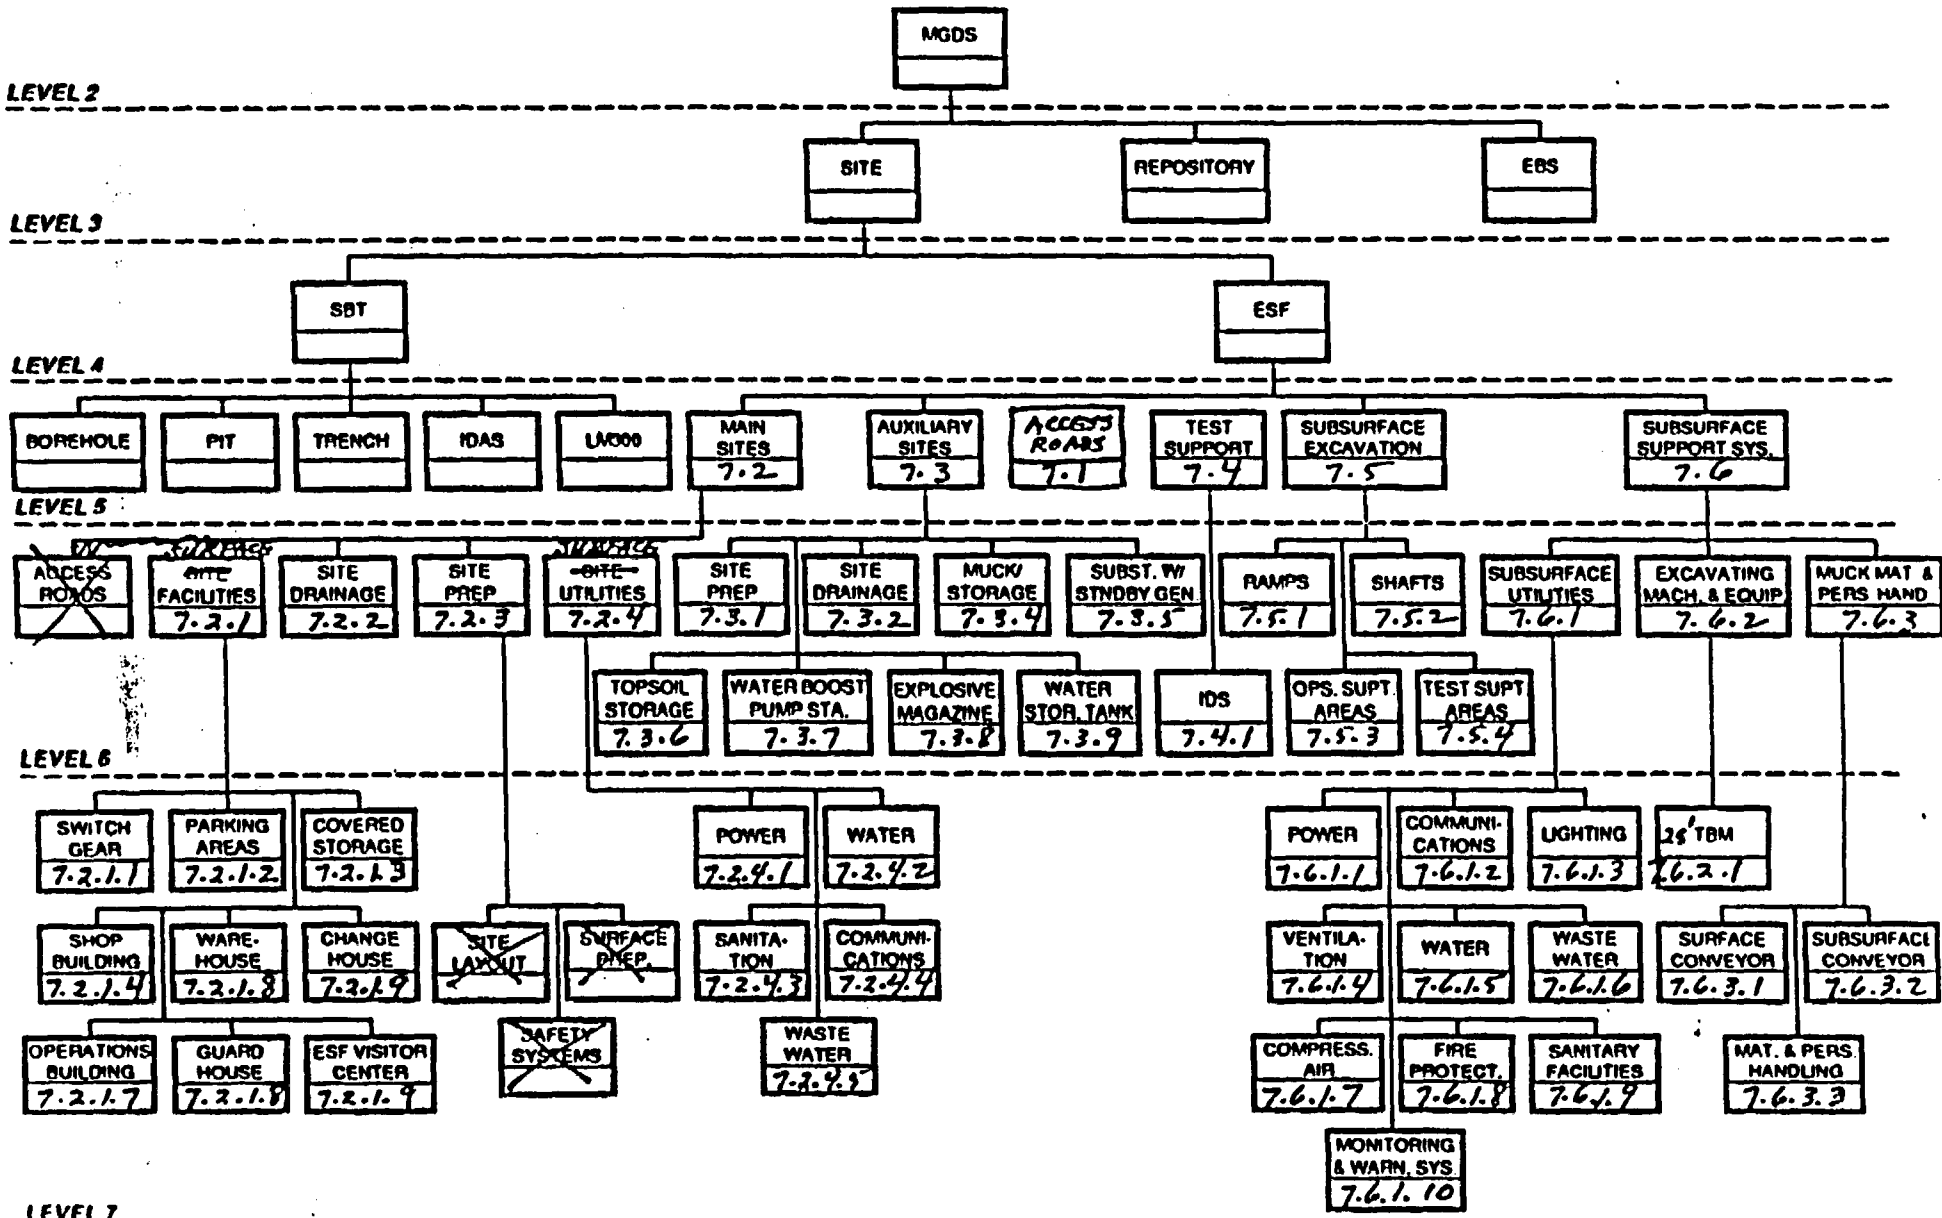 MGDS
LEVEL 2
SITE
REPOSITORY
EBS
LEVEL 3
SBT
ESF
LEVEL 4
BOREHOLE
PIT
TRENCH
IDAS
LM300
MAIN
SITES
7.2
AUXILIARY
SITES
7.3
ACCESS
ROADS
7.1
TEST
SUPPORT
7.4
SUBSURFACE
EXCAVATION
7.5
SUBSURFACE
SUPPORT SYS.
7.6
LEVEL 5
ACCESS
ROADS
SURFACE
SITE
FACILITIES
7.2.1
SITE
DRAINAGE
7.2.2
SITE
PREP
7.2.3
SURFACE
SITE
UTILITIES
7.2.4
SITE
PREP
7.3.1
SITE
DRAINAGE
7.3.2
MUCK/
STORAGE
7.3.4
SUBST. W/
STNDBY GEN
7.3.5
RAMPS
7.5.1
SHAFTS
7.5.2
SUBSURFACE
UTILITIES
7.6.1
EXCAVATING
MACH. & EQUIP.
7.6.2
MUCK MAT &
PERS HAND
7.6.3
TOPSOIL
STORAGE
7.3.6
WATER BOOST
PUMP STA.
7.3.7
EXPLOSIVE
MAGAZINE
7.3.8
WATER
STOR. TANK
7.3.9
IDS
7.4.1
OPS. SUPT.
AREAS
7.5.3
TEST SUPT
AREAS
7.5.4
LEVEL 6
SWITCH
GEAR
7.2.1.1
PARKING
AREAS
7.2.1.2
COVERED
STORAGE
7.2.1.3
POWER
7.2.4.1
WATER
7.2.4.2
POWER
7.6.1.1
COMMUNI-
CATIONS
7.6.1.2
LIGHTING
7.6.1.3
25' TBM
7.6.2.1
SHOP
BUILDING
7.2.1.4
WARE-
HOUSE
7.2.1.8
CHANGE
HOUSE
7.2.1.9
SITE
LAYOUT
SURFACE
PREP.
SANITA-
TION
7.2.4.3
COMMUNI-
CATIONS
7.2.4.4
VENTILA-
TION
7.6.1.4
WATER
7.6.1.5
WASTE
WATER
7.6.1.6
SURFACE
CONVEYOR
7.6.3.1
SUBSURFACE
CONVEYOR
7.6.3.2
OPERATIONS
BUILDING
7.2.1.7
GUARD
HOUSE
7.2.1.8
ESF VISITOR
CENTER
7.2.1.9
SAFETY
SYSTEMS
WASTE
WATER
7.2.4.5
COMPRESS.
AIR
7.6.1.7
FIRE
PROTECT.
7.6.1.8
SANITARY
FACILITIES
7.6.1.9
MAT. & PERS.
HANDLING
7.6.3.3
MONITORING
& WARN. SYS.
7.6.1.10
LEVEL 7